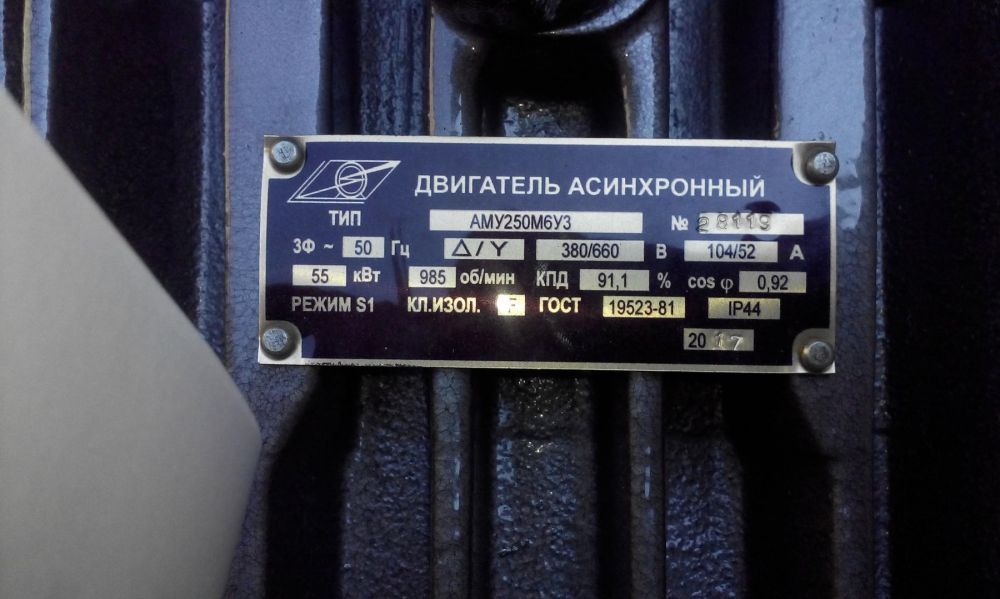 ДВИГАТЕЛЬ АСИНХРОННЫЙ
ТИП АМУ250М6У3 № 28119
3Ф ~ 50 Гц Δ/Y 380/660 В 104/52 А
55 кВт 985 об/мин КПД 91,1 % cos φ 0,92
РЕЖИМ S1 КЛ.ИЗОЛ. F ГОСТ 19523-81 IP44
2017